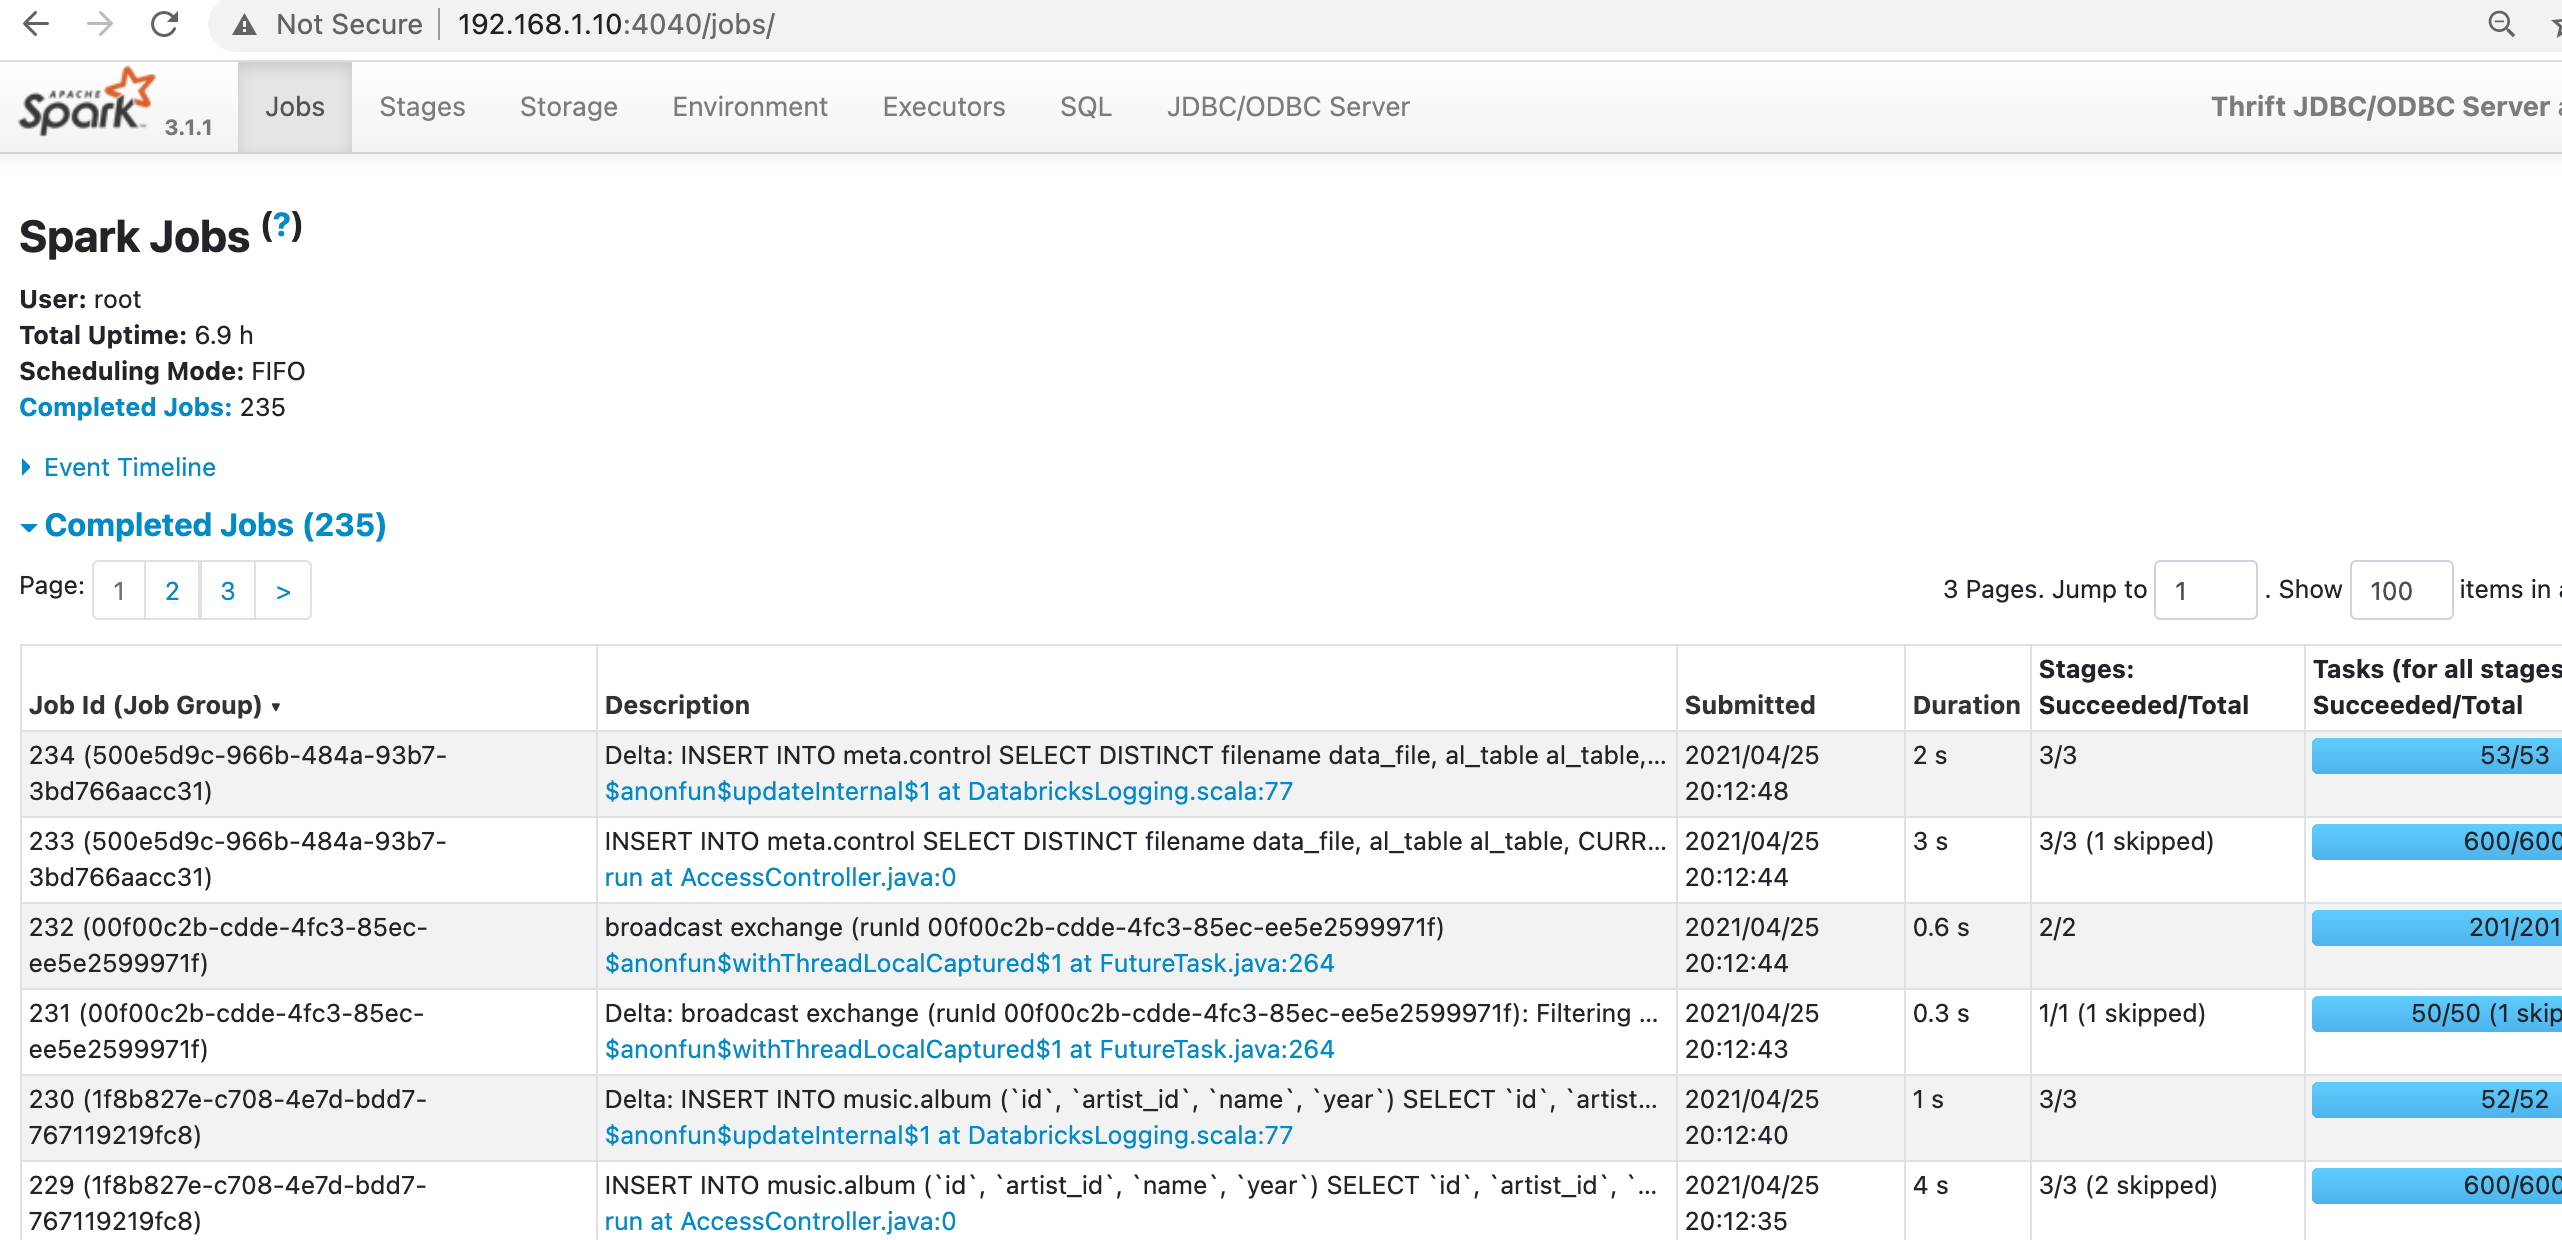 Not Secure 192.168.1.10:4040/jobs/
APACHE Spark 3.1.1 Jobs Stages Storage Environment Executors SQL JDBC/ODBC Server Thrift JDBC/ODBC Server a
Spark Jobs (?)
User: root
Total Uptime: 6.9 h
Scheduling Mode: FIFO
Completed Jobs: 235
Event Timeline
Completed Jobs (235)
Page: 1 2 3 > 3 Pages. Jump to 1 . Show 100 items in a
Stages: Tasks (for all stages
Job Id (Job Group) ▾ Description Submitted Duration Succeeded/Total Succeeded/Total
234 (500e5d9c-966b-484a-93b7- Delta: INSERT INTO meta.control SELECT DISTINCT filename data_file, al_table al_table,... 2021/04/25 2 s 3/3 53/53
3bd766aacc31) $anonfun$updateInternal$1 at DatabricksLogging.scala:77 20:12:48
233 (500e5d9c-966b-484a-93b7- INSERT INTO meta.control SELECT DISTINCT filename data_file, al_table al_table, CURR... 2021/04/25 3 s 3/3 (1 skipped) 600/600
3bd766aacc31) run at AccessController.java:0 20:12:44
232 (00f00c2b-cdde-4fc3-85ec- broadcast exchange (runId 00f00c2b-cdde-4fc3-85ec-ee5e2599971f) 2021/04/25 0.6 s 2/2 201/201
ee5e2599971f) $anonfun$withThreadLocalCaptured$1 at FutureTask.java:264 20:12:44
231 (00f00c2b-cdde-4fc3-85ec- Delta: broadcast exchange (runId 00f00c2b-cdde-4fc3-85ec-ee5e2599971f): Filtering ... 2021/04/25 0.3 s 1/1 (1 skipped) 50/50 (1 skip
ee5e2599971f) $anonfun$withThreadLocalCaptured$1 at FutureTask.java:264 20:12:43
230 (1f8b827e-c708-4e7d-bdd7- Delta: INSERT INTO music.album (`id`, `artist_id`, `name`, `year`) SELECT `id`, `artist... 2021/04/25 1 s 3/3 52/52
767119219fc8) $anonfun$updateInternal$1 at DatabricksLogging.scala:77 20:12:40
229 (1f8b827e-c708-4e7d-bdd7- INSERT INTO music.album (`id`, `artist_id`, `name`, `year`) SELECT `id`, `artist_id`, `... 2021/04/25 4 s 3/3 (2 skipped) 600/600
767119219fc8) run at AccessController.java:0 20:12:35